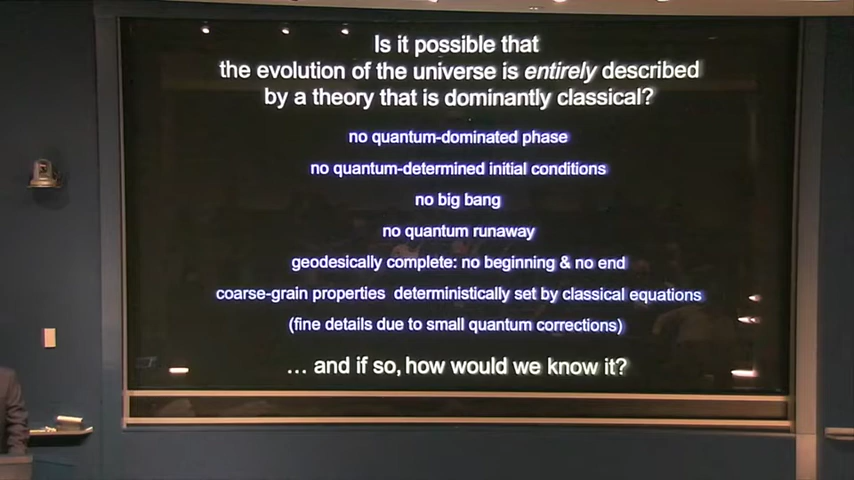 Is it possible that
the evolution of the universe is entirely described
by a theory that is dominantly classical?
no quantum-dominated phase
no quantum-determined initial conditions
no big bang
no quantum runaway
geodesically complete: no beginning & no end
coarse-grain properties deterministically set by classical equations
(fine details due to small quantum corrections)
... and if so, how would we know it?